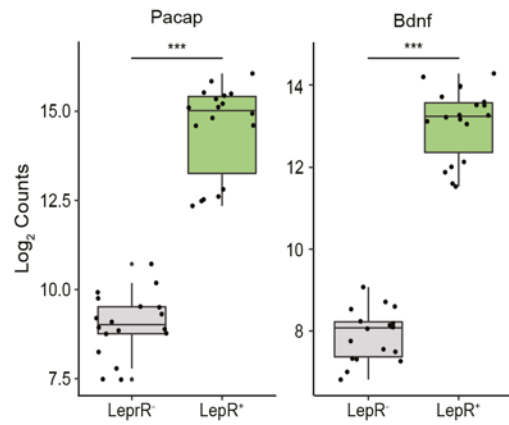 Pacap
Bdnf
***
***
Log₂ Counts
15.0
12.5
10.0
7.5
14
12
10
8
LeprR⁻
LepR⁺
LepR⁻
LepR⁺